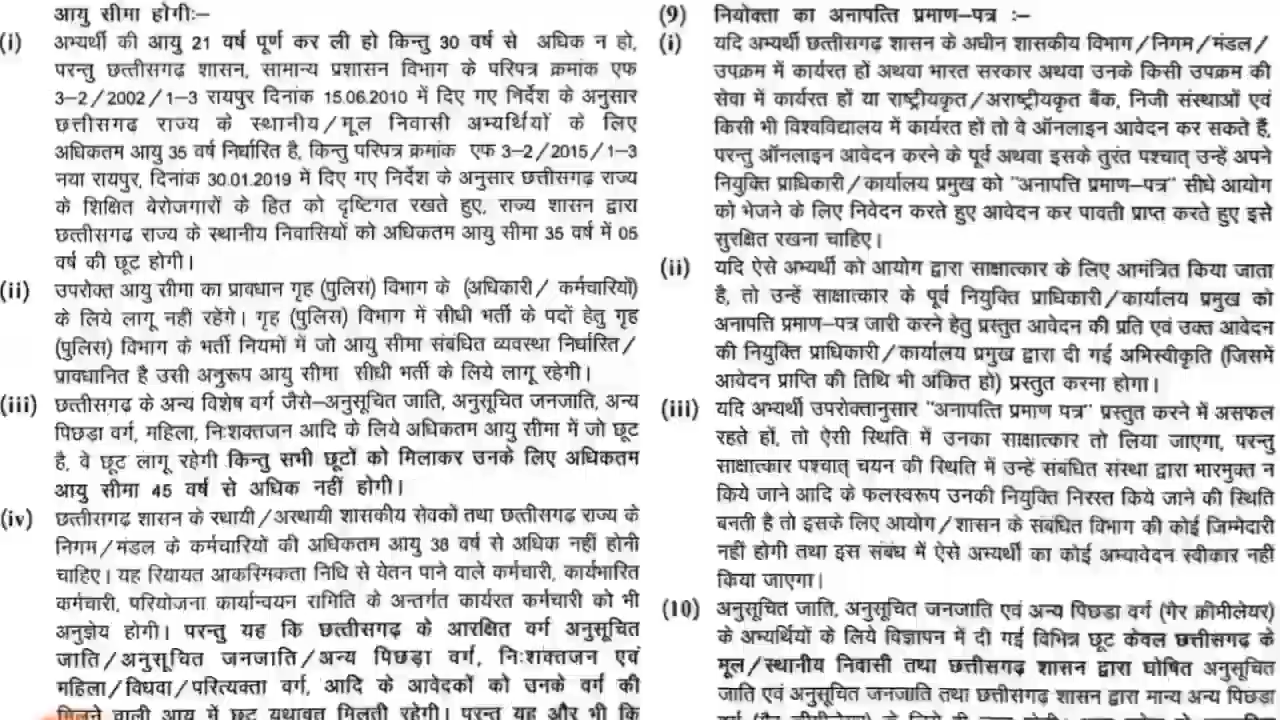 आयु सीमा होगी:–
(i) अभ्यर्थी की आयु 21 वर्ष पूर्ण कर ली हो किन्तु 30 वर्ष से अधिक न हो,
परन्तु छत्तीसगढ शासन, सामान्य प्रशासन विभाग के परिपत्र क्रमांक एफ
3–2/2002/1–3 रायपुर दिनांक 15.06.2010 में दिए गए निर्देश के अनुसार
छत्तीसगढ राज्य के स्थानीय/मूल निवासी अभ्यर्थियों के लिए
अधिकतम आयु 35 वर्ष निर्धारित है, किन्तु परिपत्र क्रमांक एफ 3–2/2015/1–3
नया रायपुर, दिनांक 30.01.2019 में दिए गए निर्देश के अनुसार छत्तीसगढ राज्य
के शिक्षित बेरोजगारों के हित को दृष्टिगत रखते हुए, राज्य शासन द्वारा
छत्तीसगढ राज्य के स्थानीय निवासियों को अधिकतम आयु सीमा 35 वर्ष में 05
वर्ष की छूट होगी।
(ii) उपरोक्त आयु सीमा का प्रावधान गृह (पुलिस) विभाग के (अधिकारी/ कर्मचारियों)
के लिये लागू नहीं रहेंगे। गृह (पुलिस) विभाग में सीधी भर्ती के पदों हेतु गृह
(पुलिस) विभाग के भर्ती नियमों में जो आयु सीमा संबंधित व्यवस्था निर्धारित/
प्रावधानित है उसी अनुरूप आयु सीमा सीधी भर्ती के लिये लागू रहेगी।
(iii) छत्तीसगढ के अन्य विशेष वर्ग जैसे–अनुसूचित जाति, अनुसूचित जनजाति, अन्य
पिछडा वर्ग, महिला, निःशक्तजन आदि के लिये अधिकतम आयु सीमा में जो छूट
है, वे छूट लागू रहेगी किन्तु सभी छूटों को मिलाकर उनके लिए अधिकतम
आयु सीमा 45 वर्ष से अधिक नहीं होगी।
(iv) छत्तीसगढ शासन के स्थायी/अस्थायी शासकीय सेवकों तथा छत्तीसगढ राज्य के
निगम/मंडल के कर्मचारियों की अधिकतम आयु 38 वर्ष से अधिक नहीं होनी
चाहिए। यह रियायत आकस्मिकता निधि से वेतन पाने वाले कर्मचारी, कार्यभारित
कर्मचारी, परियोजना कार्यान्वयन समिति के अन्तर्गत कार्यरत कर्मचारी को भी
अनुज्ञेय होगी। परन्तु यह कि छत्तीसगढ के आरक्षित वर्ग अनुसूचित
जाति/अनुसूचित जनजाति/अन्य पिछडा वर्ग, निःशक्तजन एवं
महिला/विधवा/परित्यक्ता वर्ग, आदि के आवेदकों को उनके वर्ग की
मिलने वाली आयु में छूट यथावत मिलती रहेगी। परन्तु यह और भी कि
(9) नियोक्ता का अनापत्ति प्रमाण–पत्र :–
(i) यदि अभ्यर्थी छत्तीसगढ शासन के अधीन शासकीय विभाग/निगम/मंडल/
उपक्रम में कार्यरत हों अथवा भारत सरकार अथवा उनके किसी उपक्रम की
सेवा में कार्यरत हों या राष्ट्रीयकृत/अराष्ट्रीयकृत बैंक, निजी संस्थाओं एवं
किसी भी विश्वविद्यालय में कार्यरत हों तो वे ऑनलाइन आवेदन कर सकते हैं,
परन्तु ऑनलाइन आवेदन करने के पूर्व अथवा इसके तुरंत पश्चात् उन्हें अपने
नियुक्ति प्राधिकारी/कार्यालय प्रमुख को "अनापत्ति प्रमाण–पत्र" सीधे आयोग
को भेजने के लिए निवेदन करते हुए आवेदन कर पावती प्राप्त करते हुए इसे
सुरक्षित रखना चाहिए।
(ii) यदि ऐसे अभ्यर्थी को आयोग द्वारा साक्षात्कार के लिए आमंत्रित किया जाता
है, तो उन्हें साक्षात्कार के पूर्व नियुक्ति प्राधिकारी/कार्यालय प्रमुख को
अनापत्ति प्रमाण–पत्र जारी करने हेतु प्रस्तुत आवेदन की प्रति एवं उक्त आवेदन
की नियुक्ति प्राधिकारी/कार्यालय प्रमुख द्वारा दी गई अभिस्वीकृति (जिसमें
आवेदन प्राप्ति की तिथि भी अंकित हो) प्रस्तुत करना होगा।
(iii) यदि अभ्यर्थी उपरोक्तानुसार "अनापत्ति प्रमाण पत्र" प्रस्तुत करने में असफल
रहते हों, तो ऐसी स्थिति में उनका साक्षात्कार तो लिया जाएगा, परन्तु
साक्षात्कार पश्चात् चयन की स्थिति में उन्हें संबंधित संस्था द्वारा भारमुक्त न
किये जाने आदि के फलस्वरूप उनकी नियुक्ति निरस्त किये जाने की स्थिति
बनती है तो इसके लिए आयोग/शासन के संबंधित विभाग की कोई जिम्मेदारी
नहीं होगी तथा इस संबंध में ऐसे अभ्यर्थी का कोई अभ्यावेदन स्वीकार नहीं
किया जाएगा।
(10) अनुसूचित जाति, अनुसूचित जनजाति एवं अन्य पिछडा वर्ग (गैर क्रीमीलेयर)
के अभ्यर्थियों के लिये विज्ञापन में दी गई विभिन्न छूट केवल छत्तीसगढ के
मूल/स्थानीय निवासी तथा छत्तीसगढ शासन द्वारा घोषित अनुसूचित
जाति एवं अनुसूचित जनजाति तथा छत्तीसगढ शासन द्वारा मान्य अन्य पिछडा